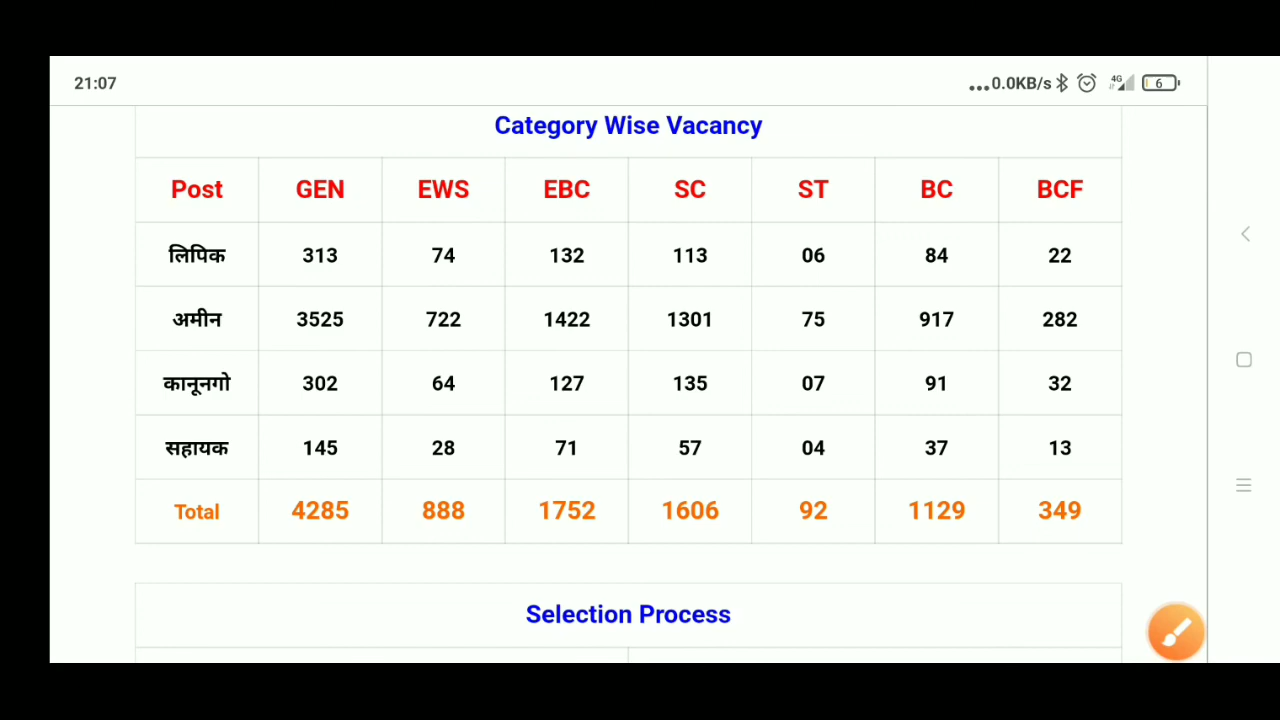 21:07 ...0.0KB/s 4G 6
Category Wise Vacancy
Post GEN EWS EBC SC ST BC BCF
लिपिक 313 74 132 113 06 84 22
अमीन 3525 722 1422 1301 75 917 282
कानूनगो 302 64 127 135 07 91 32
सहायक 145 28 71 57 04 37 13
Total 4285 888 1752 1606 92 1129 349
Selection Process